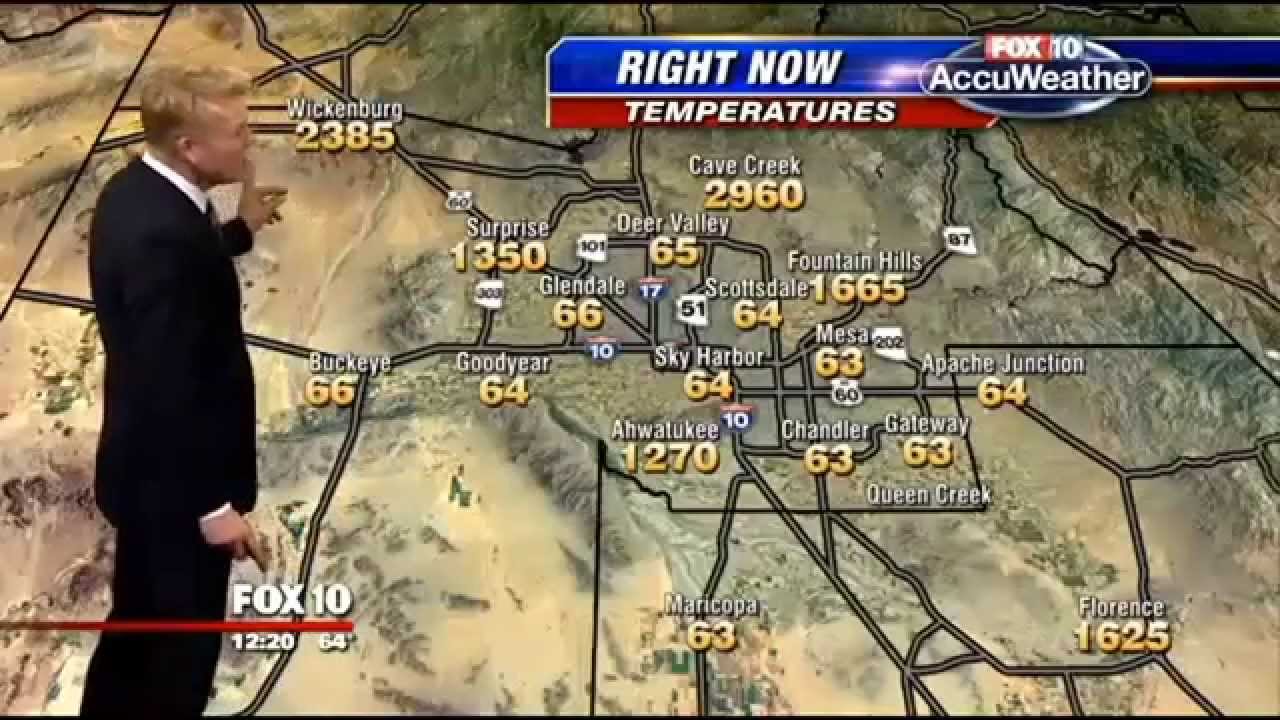 FOX 10
RIGHT NOW
AccuWeather
TEMPERATURES
Wickenburg
2385
Cave Creek
2960
60
Surprise
1350
101
Deer Valley
65
87
Fountain Hills
1665
303
Glendale
66
17
51
Scottsdale
64
Mesa
63
202
Buckeye
66
Goodyear
64
10
Sky Harbor
64
60
Apache Junction
64
10
Ahwatukee
1270
Chandler
63
Gateway
63
Queen Creek
FOX 10
12:20 64
Maricopa
63
Florence
1625